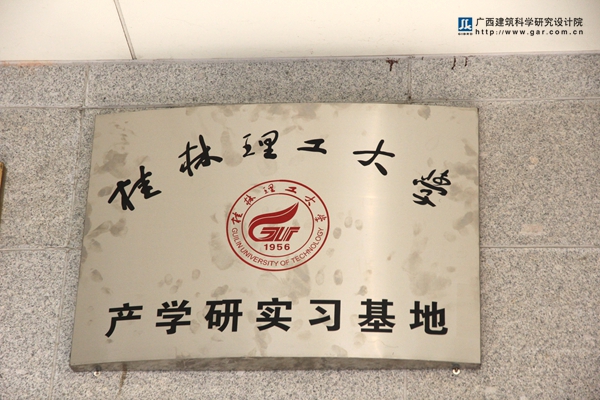 广西建筑科学研究设计院
http://www.gar.com.cn
桂林理工大学
桂林理工大学
GUT
1956
GUILIN UNIVERSITY OF TECHNOLOGY
产学研实习基地